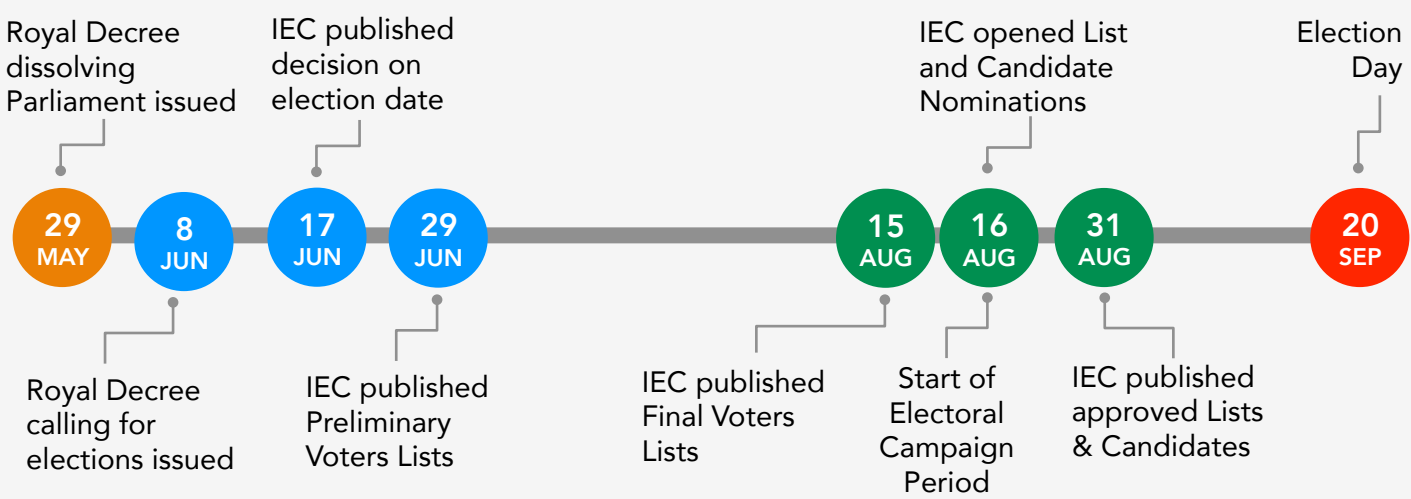 Royal Decree
dissolving
Parliament issued
IEC published
decision on
election date
IEC opened List
and Candidate
Nominations
Election
Day
29
MAY
8
JUN
17
JUN
29
JUN
15
AUG
16
AUG
31
AUG
20
SEP
Royal Decree
calling for
elections issued
IEC published
Preliminary
Voters Lists
IEC published
Final Voters
Lists
Start of
Electoral
Campaign
Period
IEC published
approved Lists
& Candidates